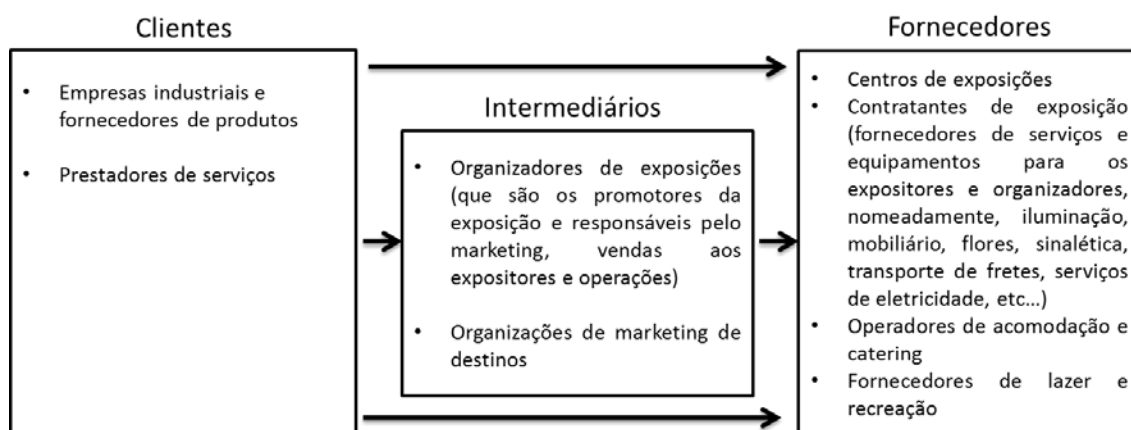 Clientes
• Empresas industriais e
fornecedores de produtos
• Prestadores de serviços
Intermediários
• Organizadores de exposições
(que são os promotores da
exposição e responsáveis pelo
marketing, vendas aos
expositores e operações)
• Organizações de marketing de
destinos
Fornecedores
• Centros de exposições
• Contratantes de exposição
(fornecedores de serviços e
equipamentos para os
expositores e organizadores,
nomeadamente, iluminação,
mobiliário, flores, sinalética,
transporte de fretes, serviços
de eletricidade, etc...)
• Operadores de acomodação e
catering
• Fornecedores de lazer e
recreação